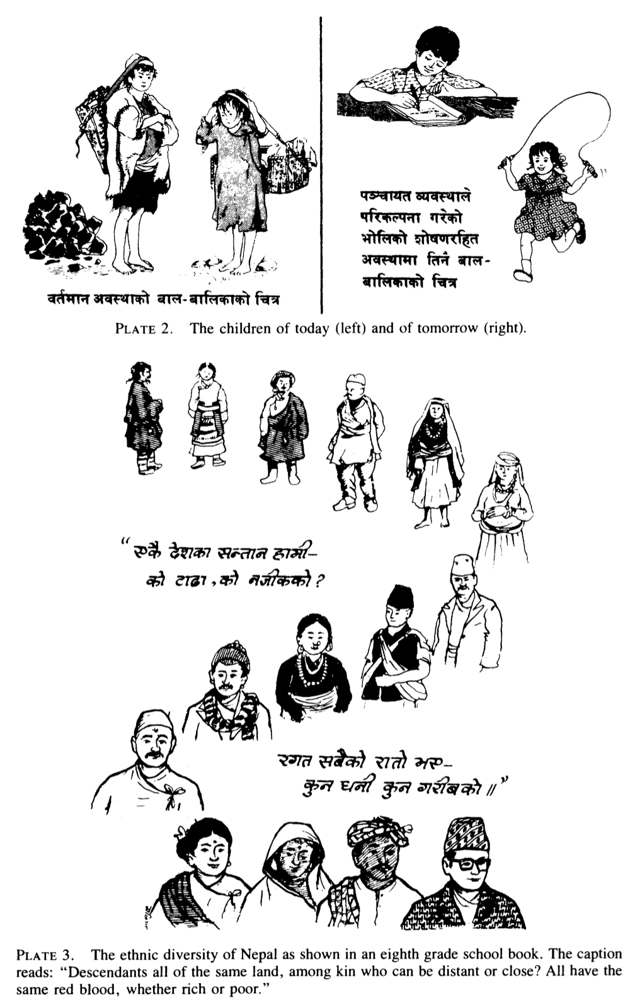 वर्तमान अवस्थाको बाल-बालिकाको चित्र
पञ्चायत व्यवस्थाले
परिकल्पना गरेको
भोलिको शोषणरहित
अवस्थामा तिनै बाल-
बालिकाको चित्र
PLATE 2. The children of today (left) and of tomorrow (right).
“एकै देशका सन्तान हामी–
को टाढा, को नजीकको?
रगत सबैको रातो भए–
कुन धनी कुन गरीबको॥”
PLATE 3. The ethnic diversity of Nepal as shown in an eighth grade school book. The caption
reads: “Descendants all of the same land, among kin who can be distant or close? All have the
same red blood, whether rich or poor.”